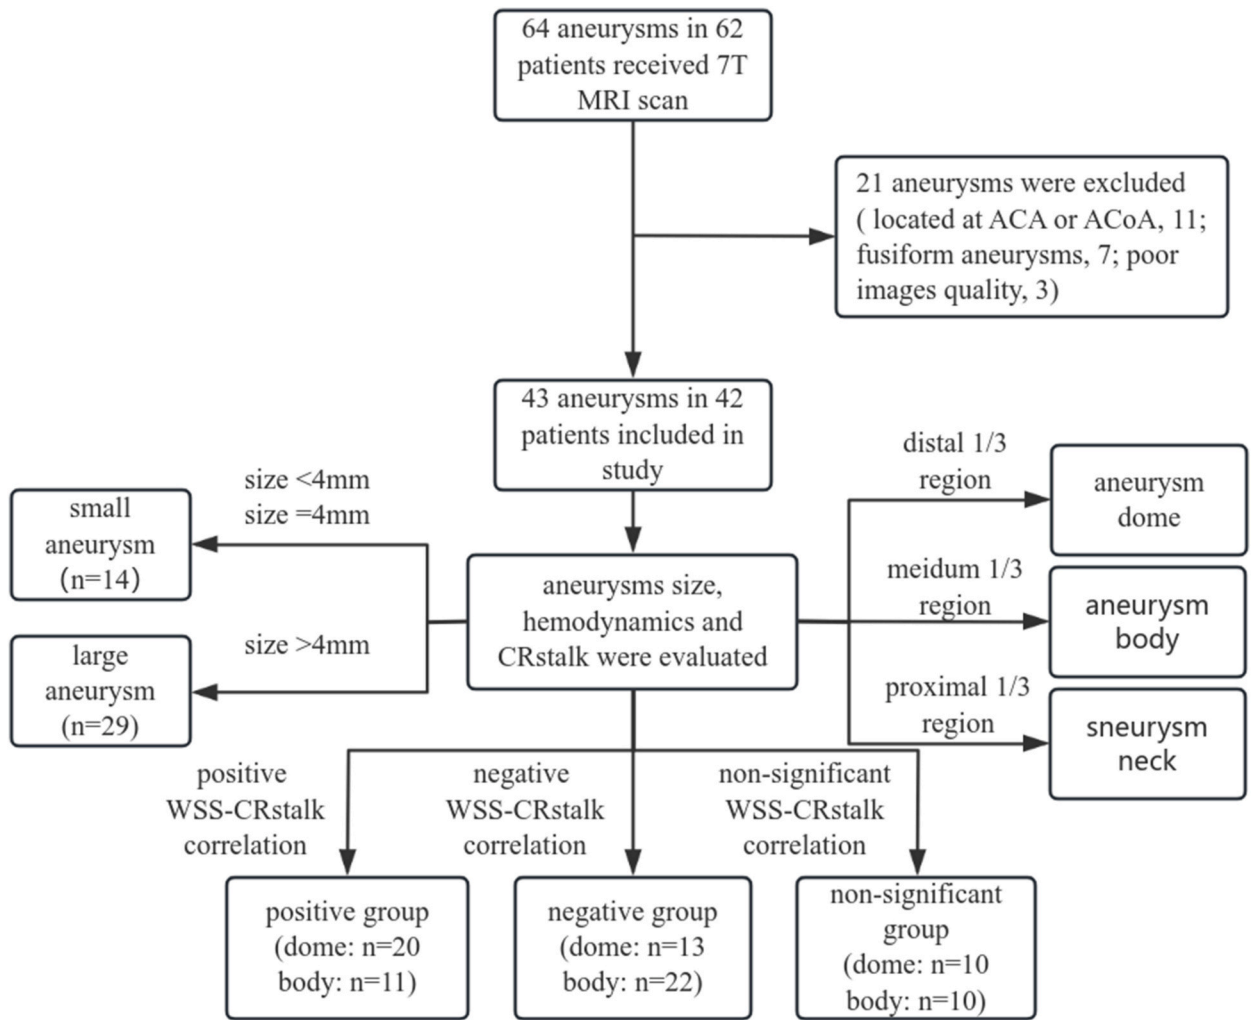 64 aneurysms in 62
patients received 7T
MRI scan
21 aneurysms were excluded
( located at ACA or ACoA, 11;
fusiform aneurysms, 7; poor
images quality, 3)
43 aneurysms in 42
patients included in
study
size <4mm
size =4mm
small
aneurysm
(n=14)
size >4mm
large
aneurysm
(n=29)
aneurysms size,
hemodynamics and
CRstalk were evaluated
distal 1/3
region
aneurysm
dome
meidum 1/3
region
aneurysm
body
proximal 1/3
region
sneurysm
neck
positive
WSS-CRstalk
correlation
negative
WSS-CRstalk
correlation
non-significant
WSS-CRstalk
correlation
positive group
(dome: n=20
body: n=11)
negative group
(dome: n=13
body: n=22)
non-significant
group
(dome: n=10
body: n=10)